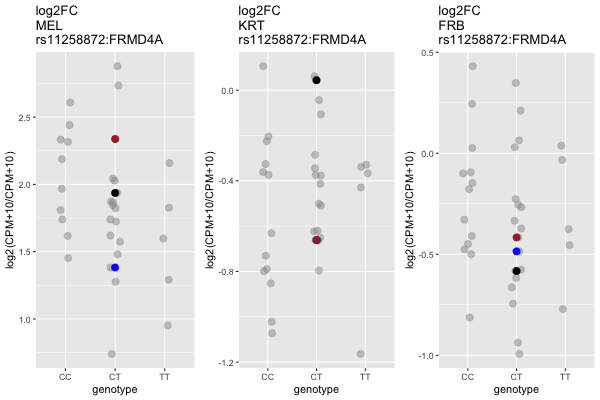 log2FC
MEL
rs11258872:FRMD4A
log2(CPM+10/CPM+10)
2.5
2.0
1.5
1.0
CC CT TT
genotype
log2FC
KRT
rs11258872:FRMD4A
log2(CPM+10/CPM+10)
0.0
-0.4
-0.8
-1.2
CC CT TT
genotype
log2FC
FRB
rs11258872:FRMD4A
log2(CPM+10/CPM+10)
0.5
0.0
-0.5
-1.0
CC CT TT
genotype